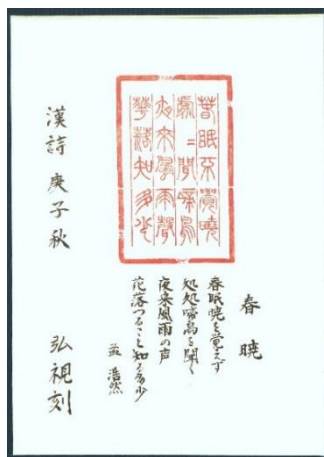 春眠不覺曉
處〻聞啼鳥
夜來風雨聲
華落知多少
春暁
春眠暁を覚えず
処処啼鳥を聞く
夜来風雨の声
花落つること知る多少
孟浩然
漢詩 庚子秋 弘視刻